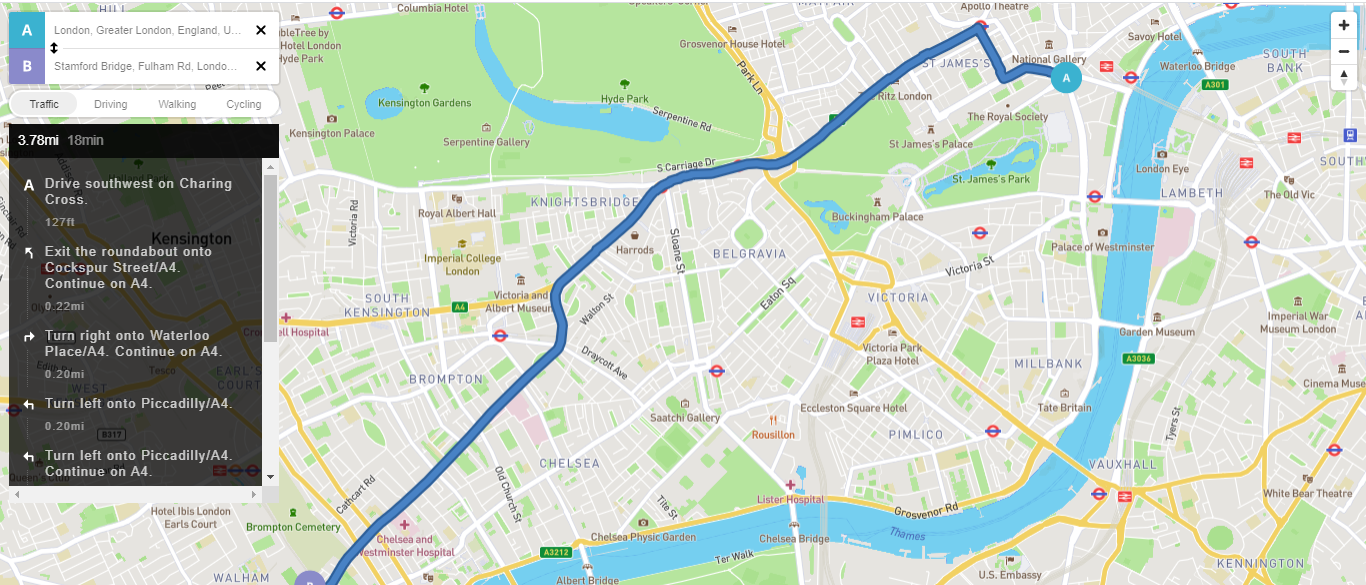 A
London, Greater London, England, U...
B
Stamford Bridge, Fulham Rd, Londo...
Traffic
Driving
Walking
Cycling
3.78mi 18min
A
Drive southwest on Charing
Cross.
127ft
Exit the roundabout onto
Cockspur Street/A4.
Continue on A4.
0.22mi
Turn right onto Waterloo
Place/A4. Continue on A4.
0.20mi
Turn left onto Piccadilly/A4.
0.20mi
Turn left onto Piccadilly/A4.
Continue on A4.
Kensington
WEST
Tesco
EARL'S
COURT
B317
Columbia Hotel
Apollo Theatre
Grosvenor House Hotel
Park Ln
National Gallery
Savoy Hotel
Waterloo Bridge
SOUTH
BANK
A301
ST JAMES'S
A
The Ritz London
The Royal Society
Hyde Park
Kensington Gardens
Kensington Palace
Serpentine Rd
Serpentine Gallery
St James's Palace
St. James's Park
London Eye
LAMBETH
The Old Vic
S Carriage Dr
KNIGHTSBRIDGE
Royal Albert Hall
Victoria Rd
Buckingham Palace
Palace of Westminster
Harrods
Sloane St
BELGRAVIA
Imperial College
London
Victoria St
Victoria and
Albert Museum
Walton St
Eaton Sq
VICTORIA
SOUTH
KENSINGTON
A4
Imperial War
Museum London
Garden Museum
Victoria Park
Plaza Hotel
Draycott Ave
A3036
MILLBANK
BROMPTON
Tate Britain
Eccleston Square Hotel
Saatchi Gallery
Rousillon
PIMLICO
Tyers St
CHELSEA
VAUXHALL
Old Church St
Cathcart Rd
Lister Hospital
White Bear Theatre
Tite St
Grosvenor Rd
Hotel Ibis London
Earls Court
Brompton Cemetery
Chelsea and
Westminster Hospital
Chelsea Physic Garden
Chelsea Bridge
Thames
A3212
Ter Walk
Albert Bridge
U.S. Embassy
KENNINGTON
WALHAM